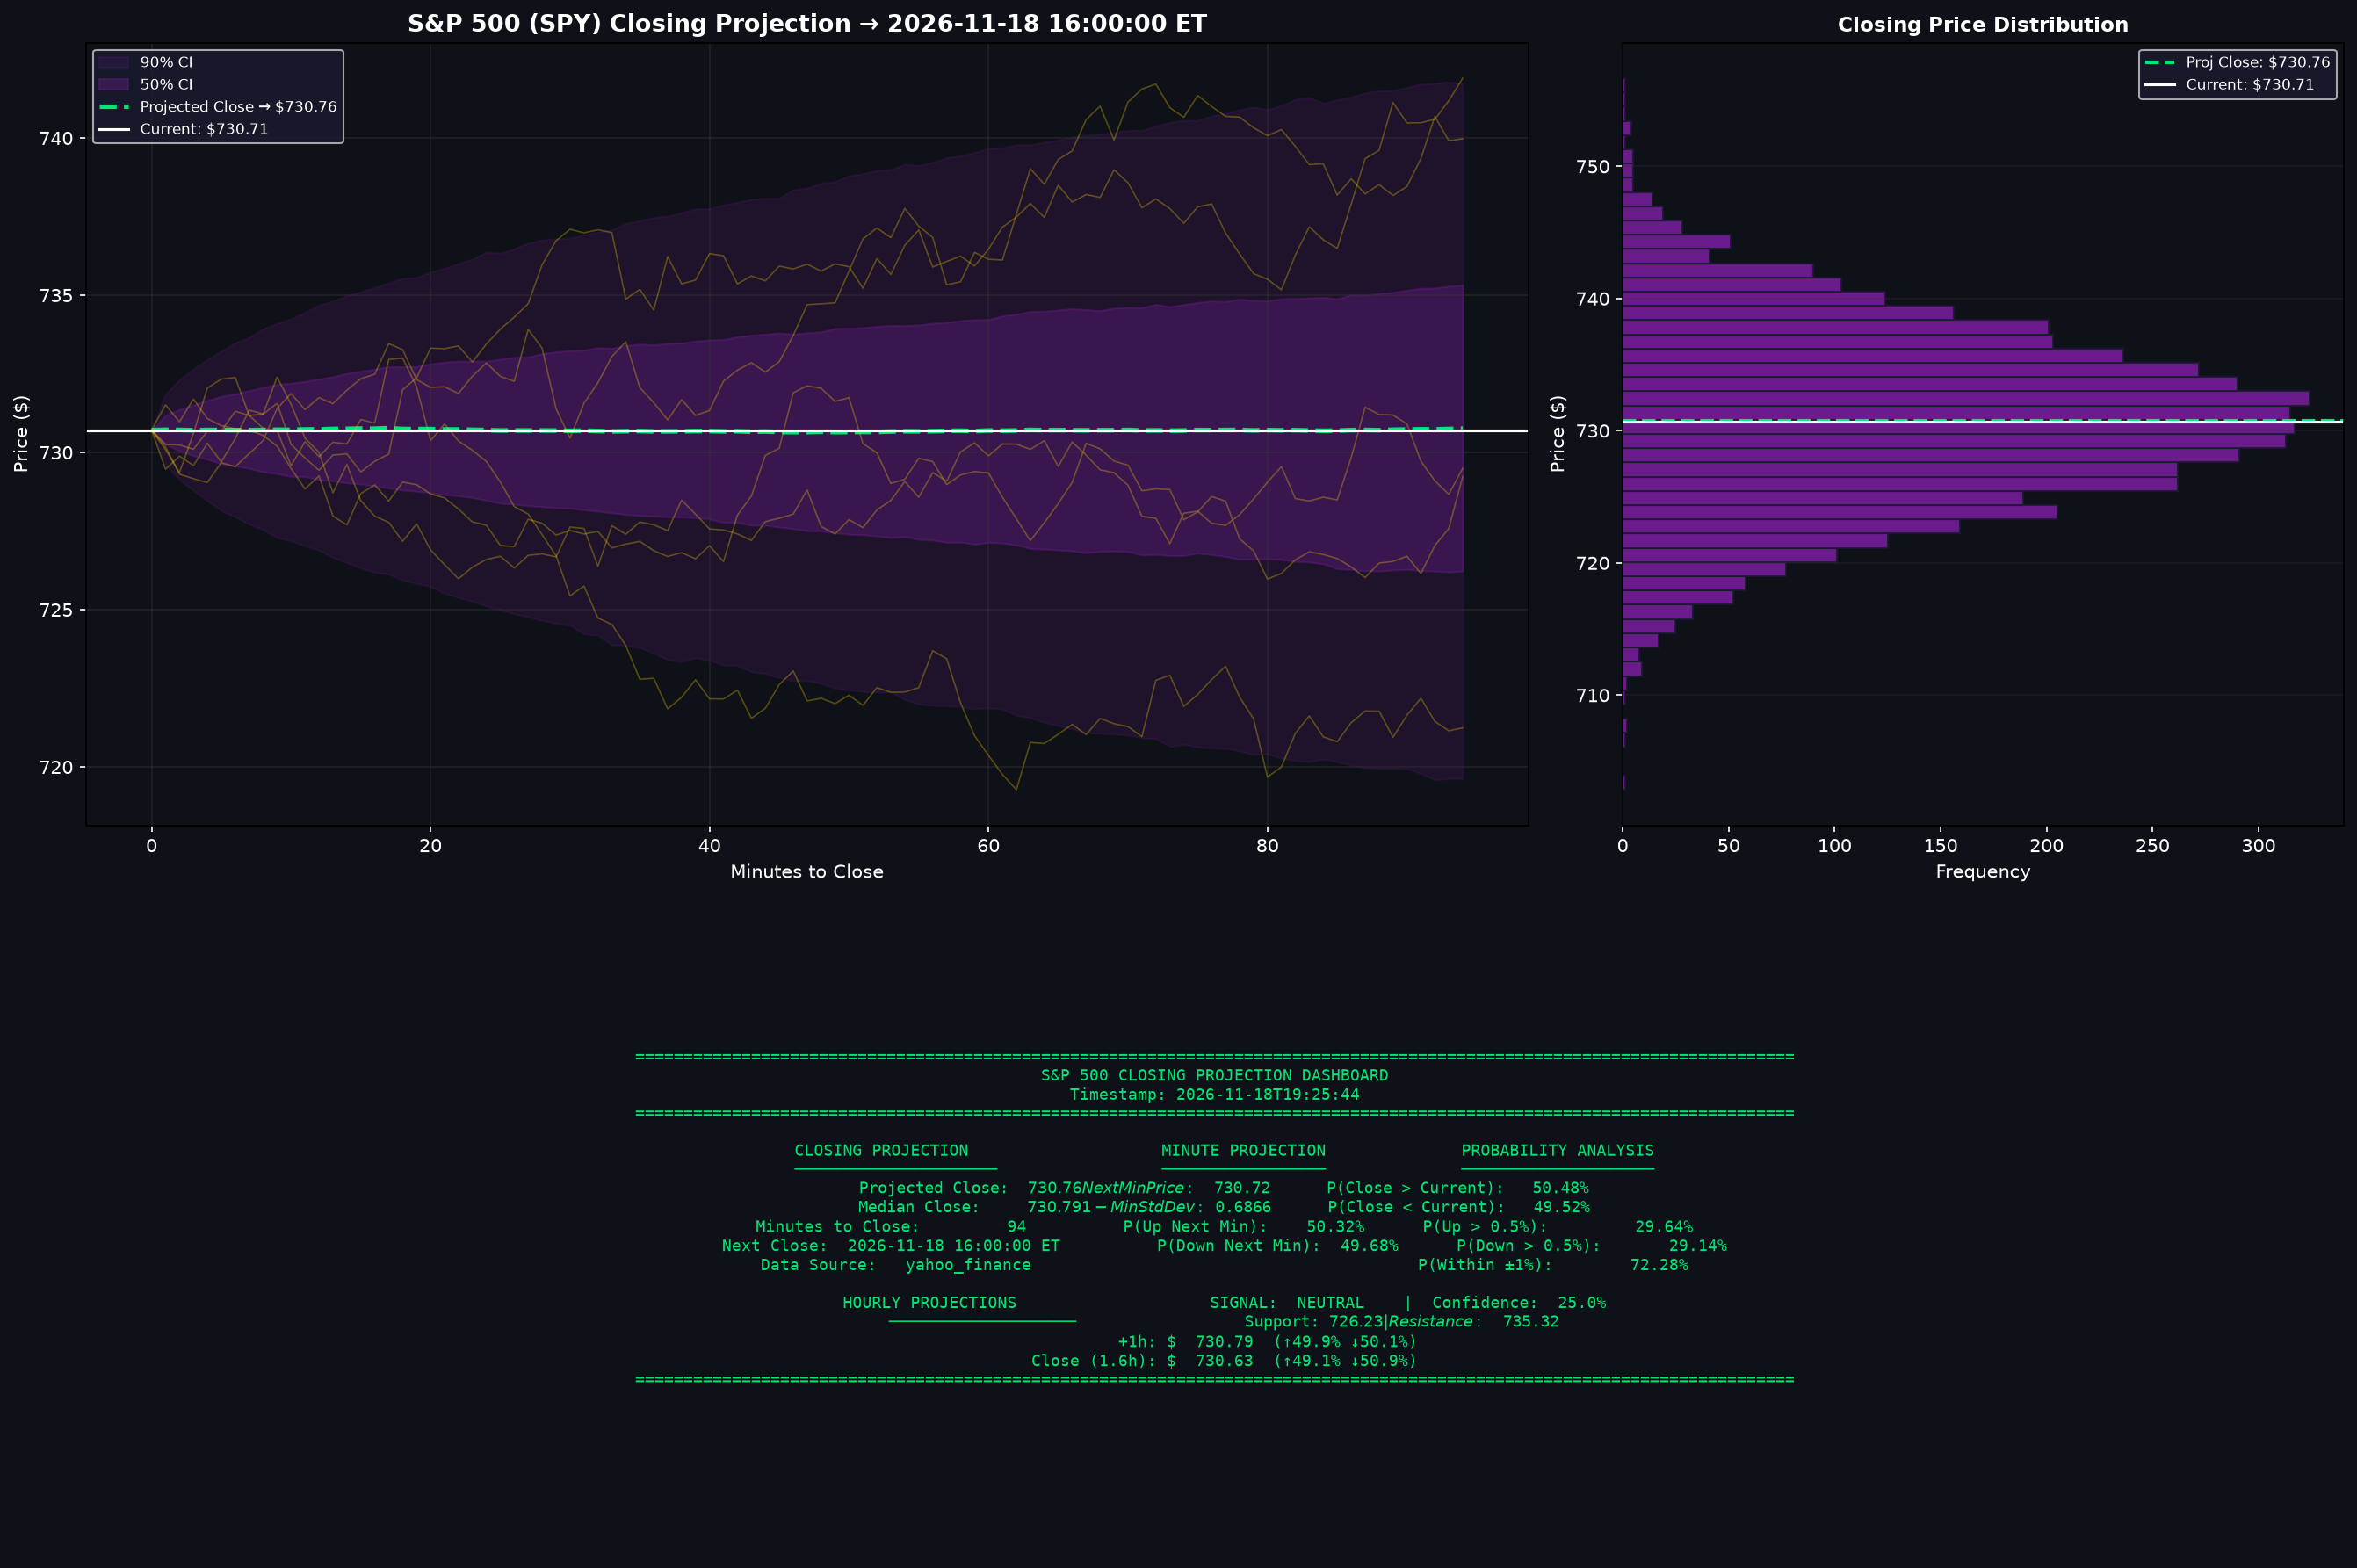 S&P 500 (SPY) Closing Projection → 2026-11-18 16:00:00 ET
90% CI
50% CI
Projected Close → $730.76
Current: $730.71
Price ($)
740
735
730
725
720
0 20 40 60 80
Minutes to Close
Closing Price Distribution
Proj Close: $730.76
Current: $730.71
Price ($)
750
740
730
720
710
0 50 100 150 200 250 300
Frequency
========================================================================================================================
S&P 500 CLOSING PROJECTION DASHBOARD
Timestamp: 2026-11-18T19:25:44
========================================================================================================================
CLOSING PROJECTION MINUTE PROJECTION PROBABILITY ANALYSIS
───────────────────── ───────────────── ────────────────────
Projected Close: 730.76NextMinPrice: 730.72 P(Close > Current): 50.48%
Median Close: 730.791-MinStdDev: 0.6866 P(Close < Current): 49.52%
Minutes to Close: 94 P(Up Next Min): 50.32% P(Up > 0.5%): 29.64%
Next Close: 2026-11-18 16:00:00 ET P(Down Next Min): 49.68% P(Down > 0.5%): 29.14%
Data Source: yahoo_finance P(Within ±1%): 72.28%
HOURLY PROJECTIONS SIGNAL: NEUTRAL | Confidence: 25.0%
─────────────────── Support: 726.23|Resistance: 735.32
+1h: $ 730.79 (↑49.9% ↓50.1%)
Close (1.6h): $ 730.63 (↑49.1% ↓50.9%)
========================================================================================================================